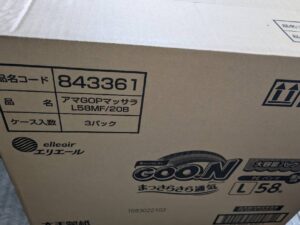 品名コード 843361
品 名 アマGOPマッサラ
L58MF/20B
ケース入数 3パック
elleair
エリエール
GOO.N
まっさらさら通気
L 58